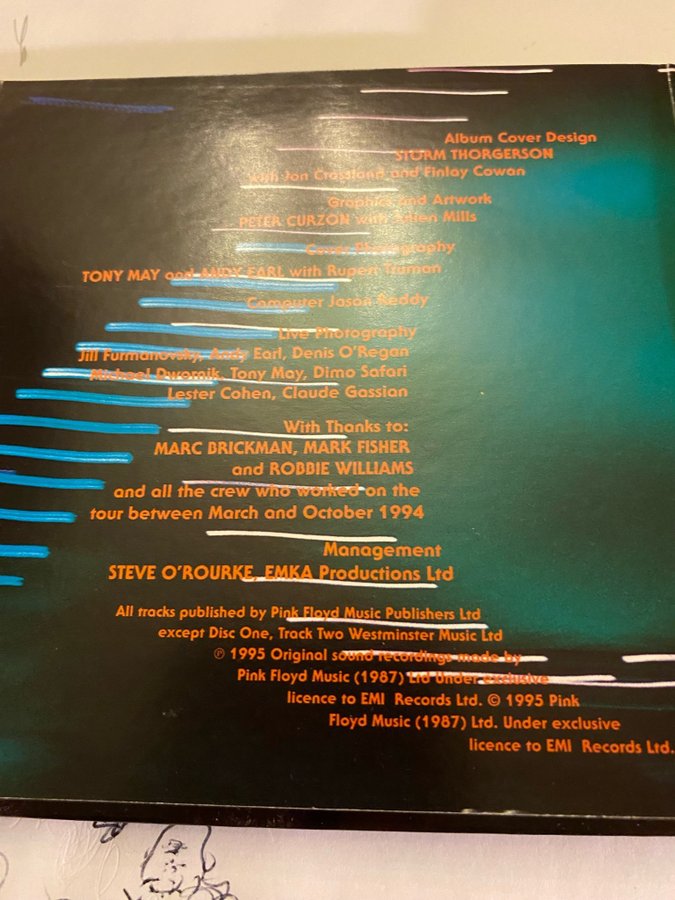 Album Cover Design
STORM THORGERSON
with Jon Crossland and Finlay Cowan
Graphics and Artwork
PETER CURZON with Julien Mills
Cover Photography
TONY MAY and ANDY EARL with Rupert Truman
Computer Jason Reddy
Live Photography
Jill Furmanovsky, Andy Earl, Denis O'Regan
Michael Dwornik, Tony May, Dimo Safari
Lester Cohen, Claude Gassian
With Thanks to:
MARC BRICKMAN, MARK FISHER
and ROBBIE WILLIAMS
and all the crew who worked on the
tour between March and October 1994
Management
STEVE O'ROURKE, EMKA Productions Ltd
All tracks published by Pink Floyd Music Publishers Ltd
except Disc One, Track Two Westminster Music Ltd
℗ 1995 Original sound recordings made by
Pink Floyd Music (1987) Ltd Under exclusive
licence to EMI Records Ltd. © 1995 Pink
Floyd Music (1987) Ltd. Under exclusive
licence to EMI Records Ltd.